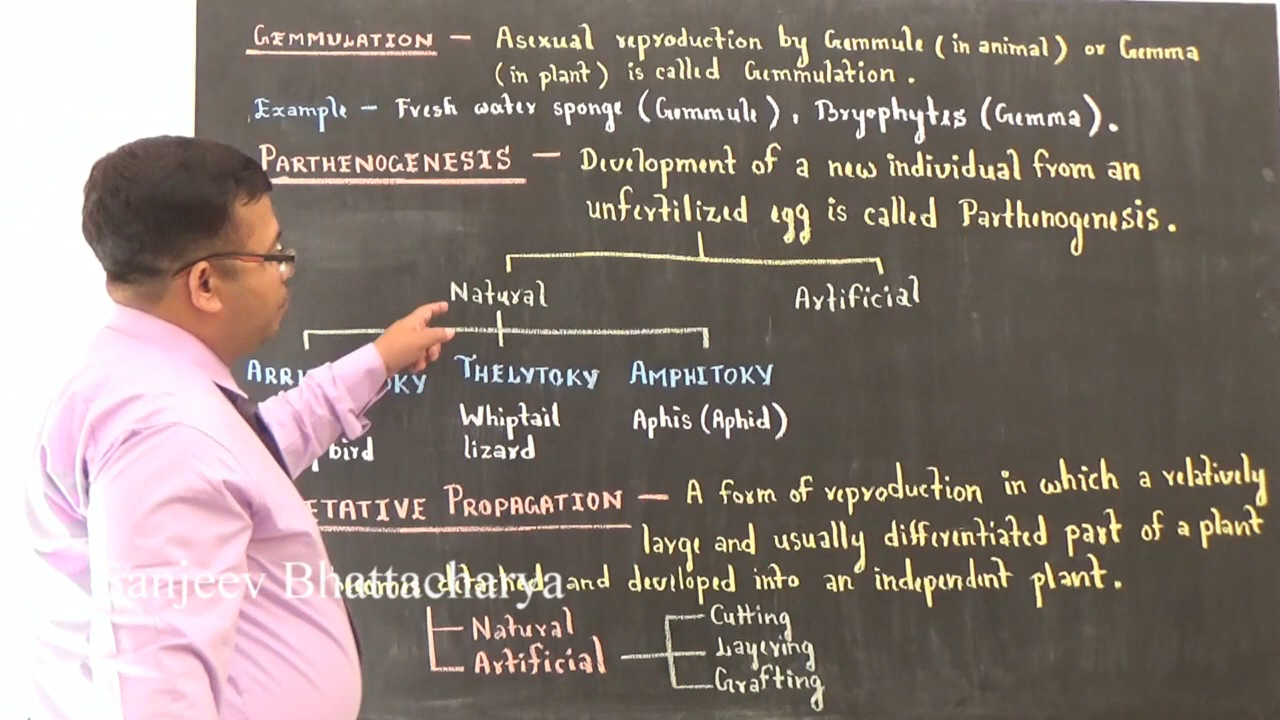 GEMMULATION — Asexual reproduction by Gemmule (in animal) or Gemma
(in plant) is called Gemmulation.
Example — Fresh water sponge (Gemmule), Bryophytes (Gemma).
PARTHENOGENESIS — Development of a new individual from an
unfertilized egg is called Parthenogenesis.
Natural Artificial
THELYTOKY AMPHITOKY
Whiptail Aphis (Aphid)
bird lizard
PROPAGATION — A form of reproduction in which a relatively
large and usually differentiated part of a plant
detached and developed into an independent plant.
Sanjeev Bhattacharya
Natural
Artificial
Cutting
Layering
Grafting